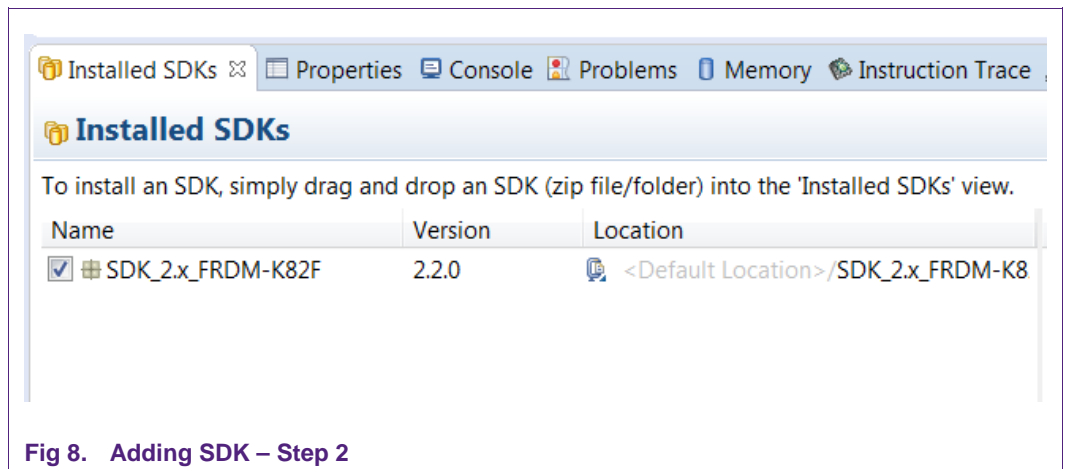 Installed SDKs Properties Console Problems Memory Instruction Trace
Installed SDKs
To install an SDK, simply drag and drop an SDK (zip file/folder) into the 'Installed SDKs' view.
Name Version Location
SDK_2.x_FRDM-K82F 2.2.0 <Default Location>/SDK_2.x_FRDM-K8
Fig 8. Adding SDK – Step 2